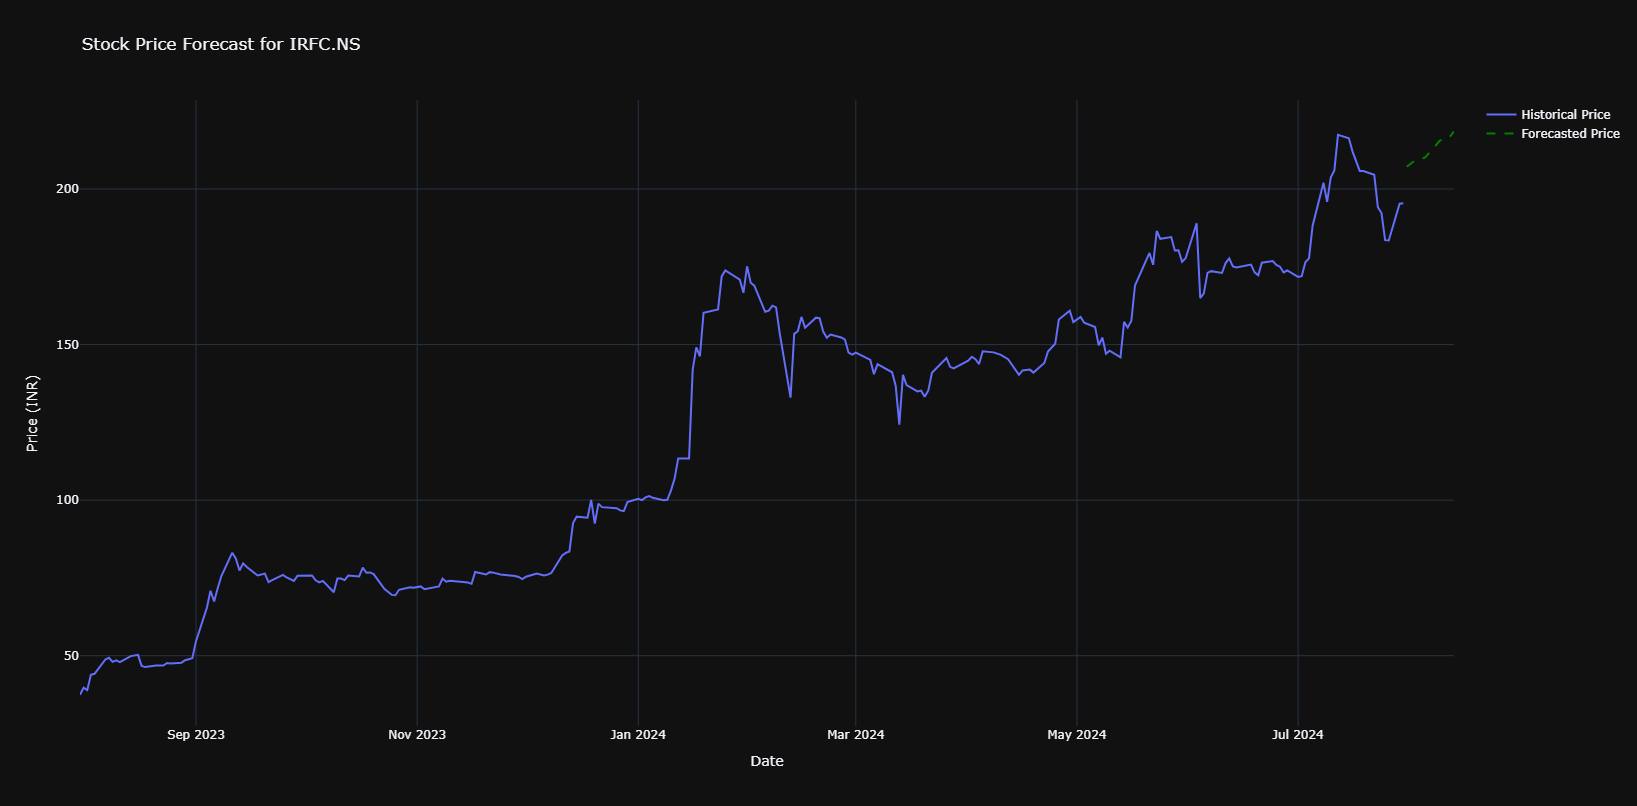 Stock Price Forecast for IRFC.NS
Historical Price
Forecasted Price
200
150
100
50
Price (INR)
Sep 2023
Nov 2023
Jan 2024
Mar 2024
May 2024
Jul 2024
Date